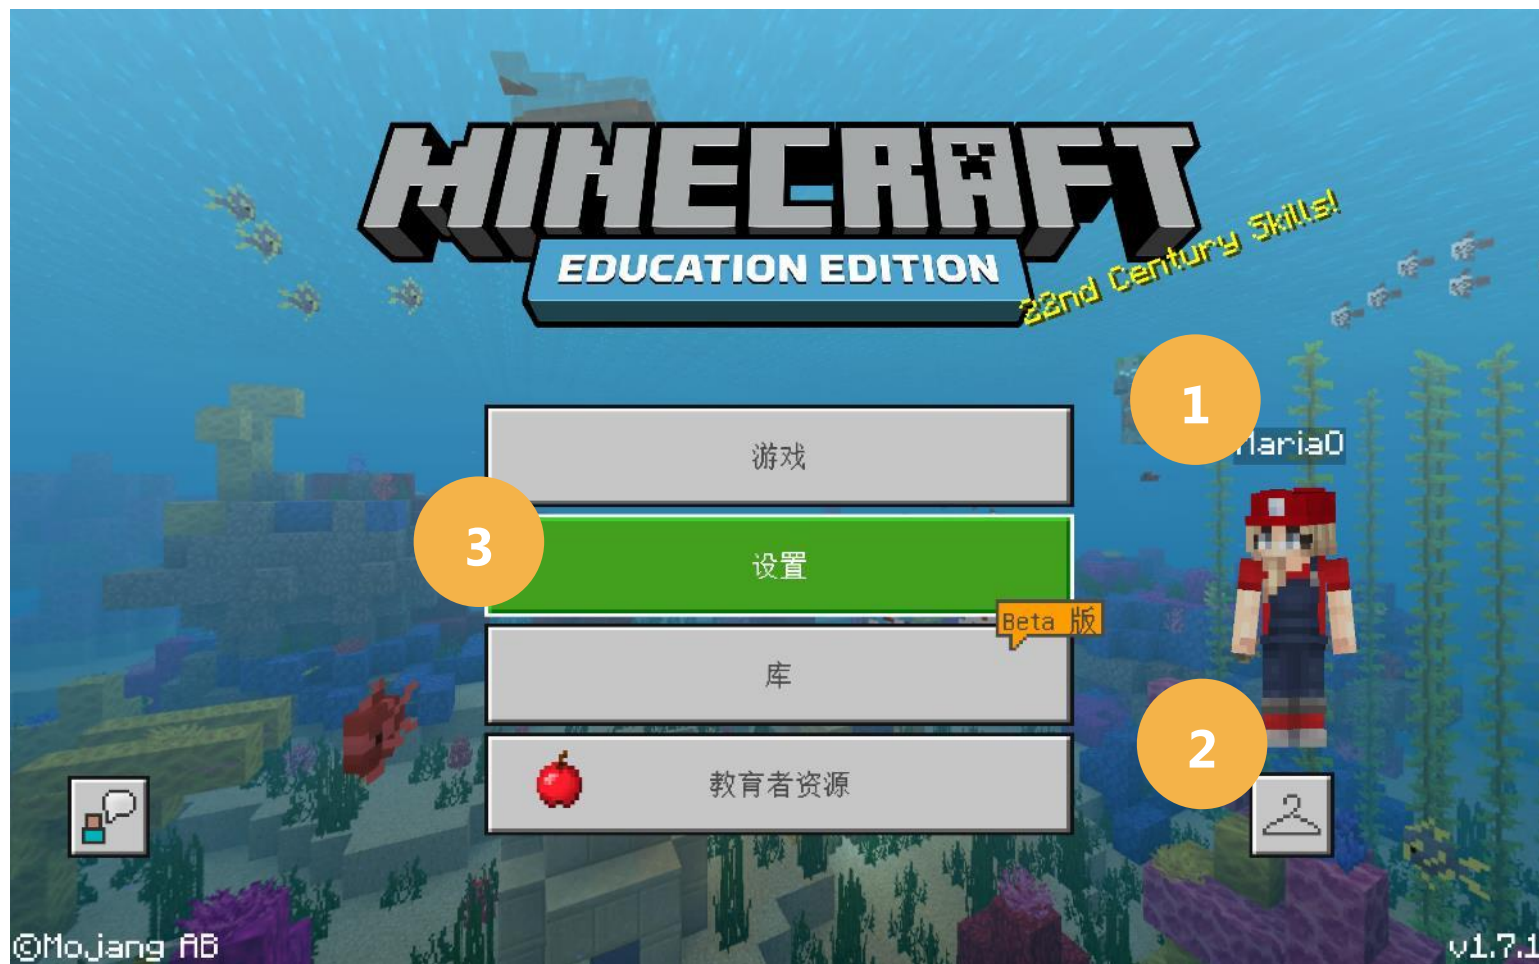 MINECRAFT
EDUCATION EDITION
22nd Century Skills!
1
MariaO
游戏
3
设置
Beta 版
库
2
教育者资源
©Mojang AB
v1.7.1